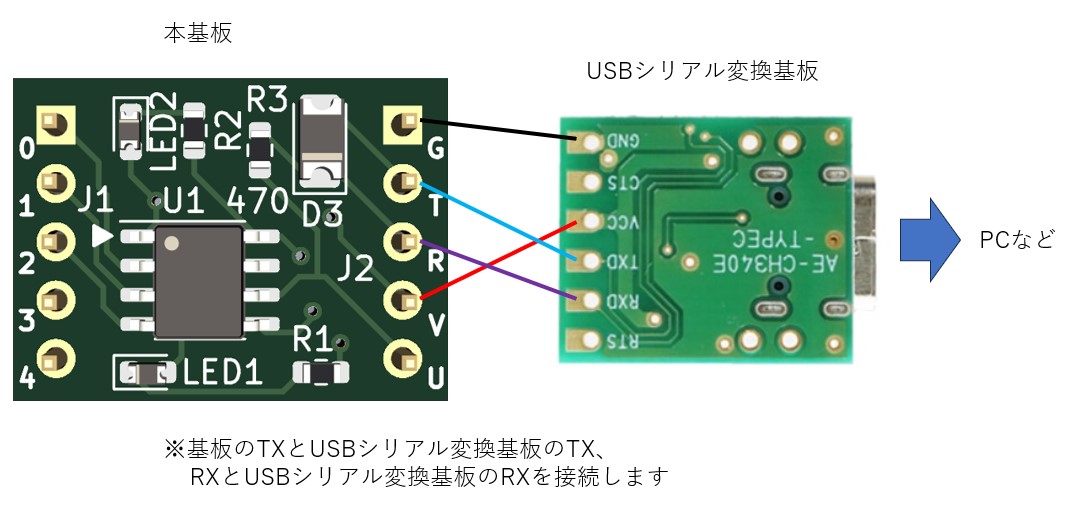 本基板
USBシリアル変換基板
0
1
2
3
4
J1
LED2
R2
R3
470
D3
U1
J2
R1
LED1
G
T
R
V
U
GND
CTS
VCC
TXD
RXD
RTS
AE-CH340E
-TYPEC
PCなど
※基板のTXとUSBシリアル変換基板のTX、
RXとUSBシリアル変換基板のRXを接続します